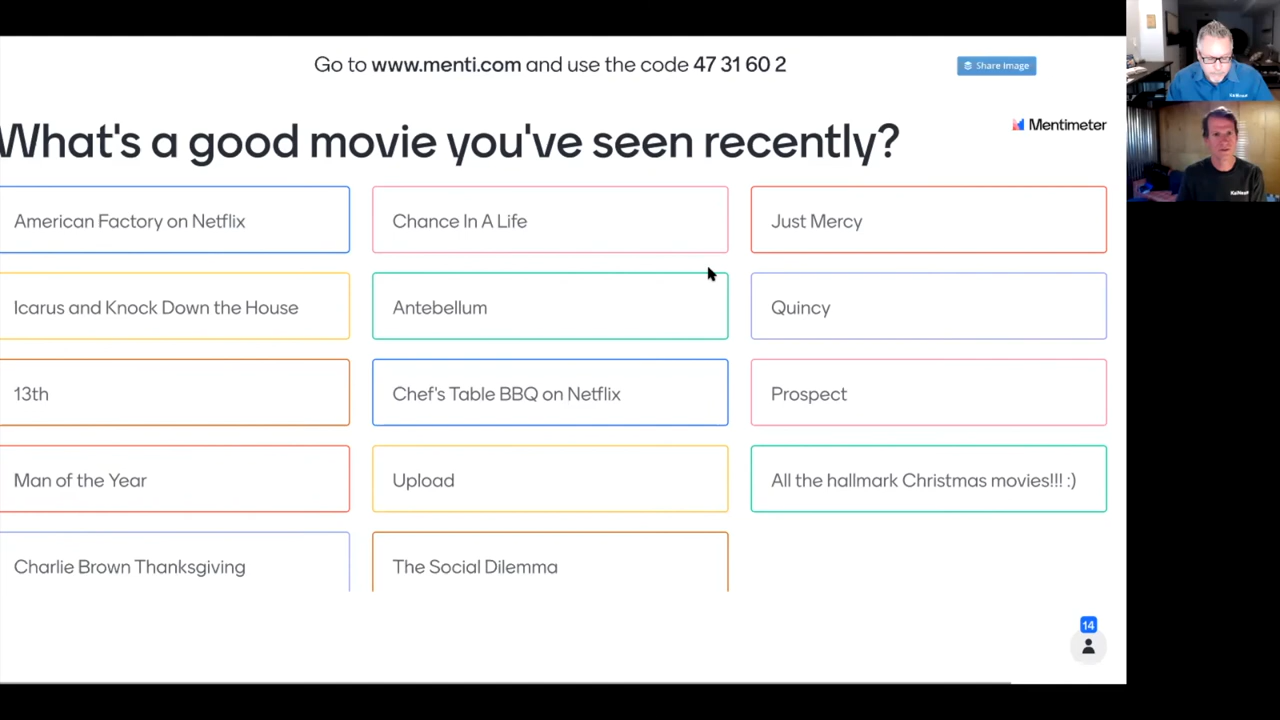 Go to www.menti.com and use the code 47 31 60 2
Share image
What's a good movie you've seen recently?
Mentimeter
American Factory on Netflix
Chance In A Life
Just Mercy
Icarus and Knock Down the House
Antebellum
Quincy
13th
Chef's Table BBQ on Netflix
Prospect
Man of the Year
Upload
All the hallmark Christmas movies!!! :)
Charlie Brown Thanksgiving
The Social Dilemma
14